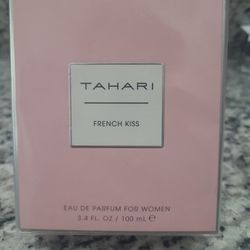 TAHARI
FRENCH KISS
EAU DE PARFUM FOR WOMEN
3.4 FL. OZ / 100 mL ℮